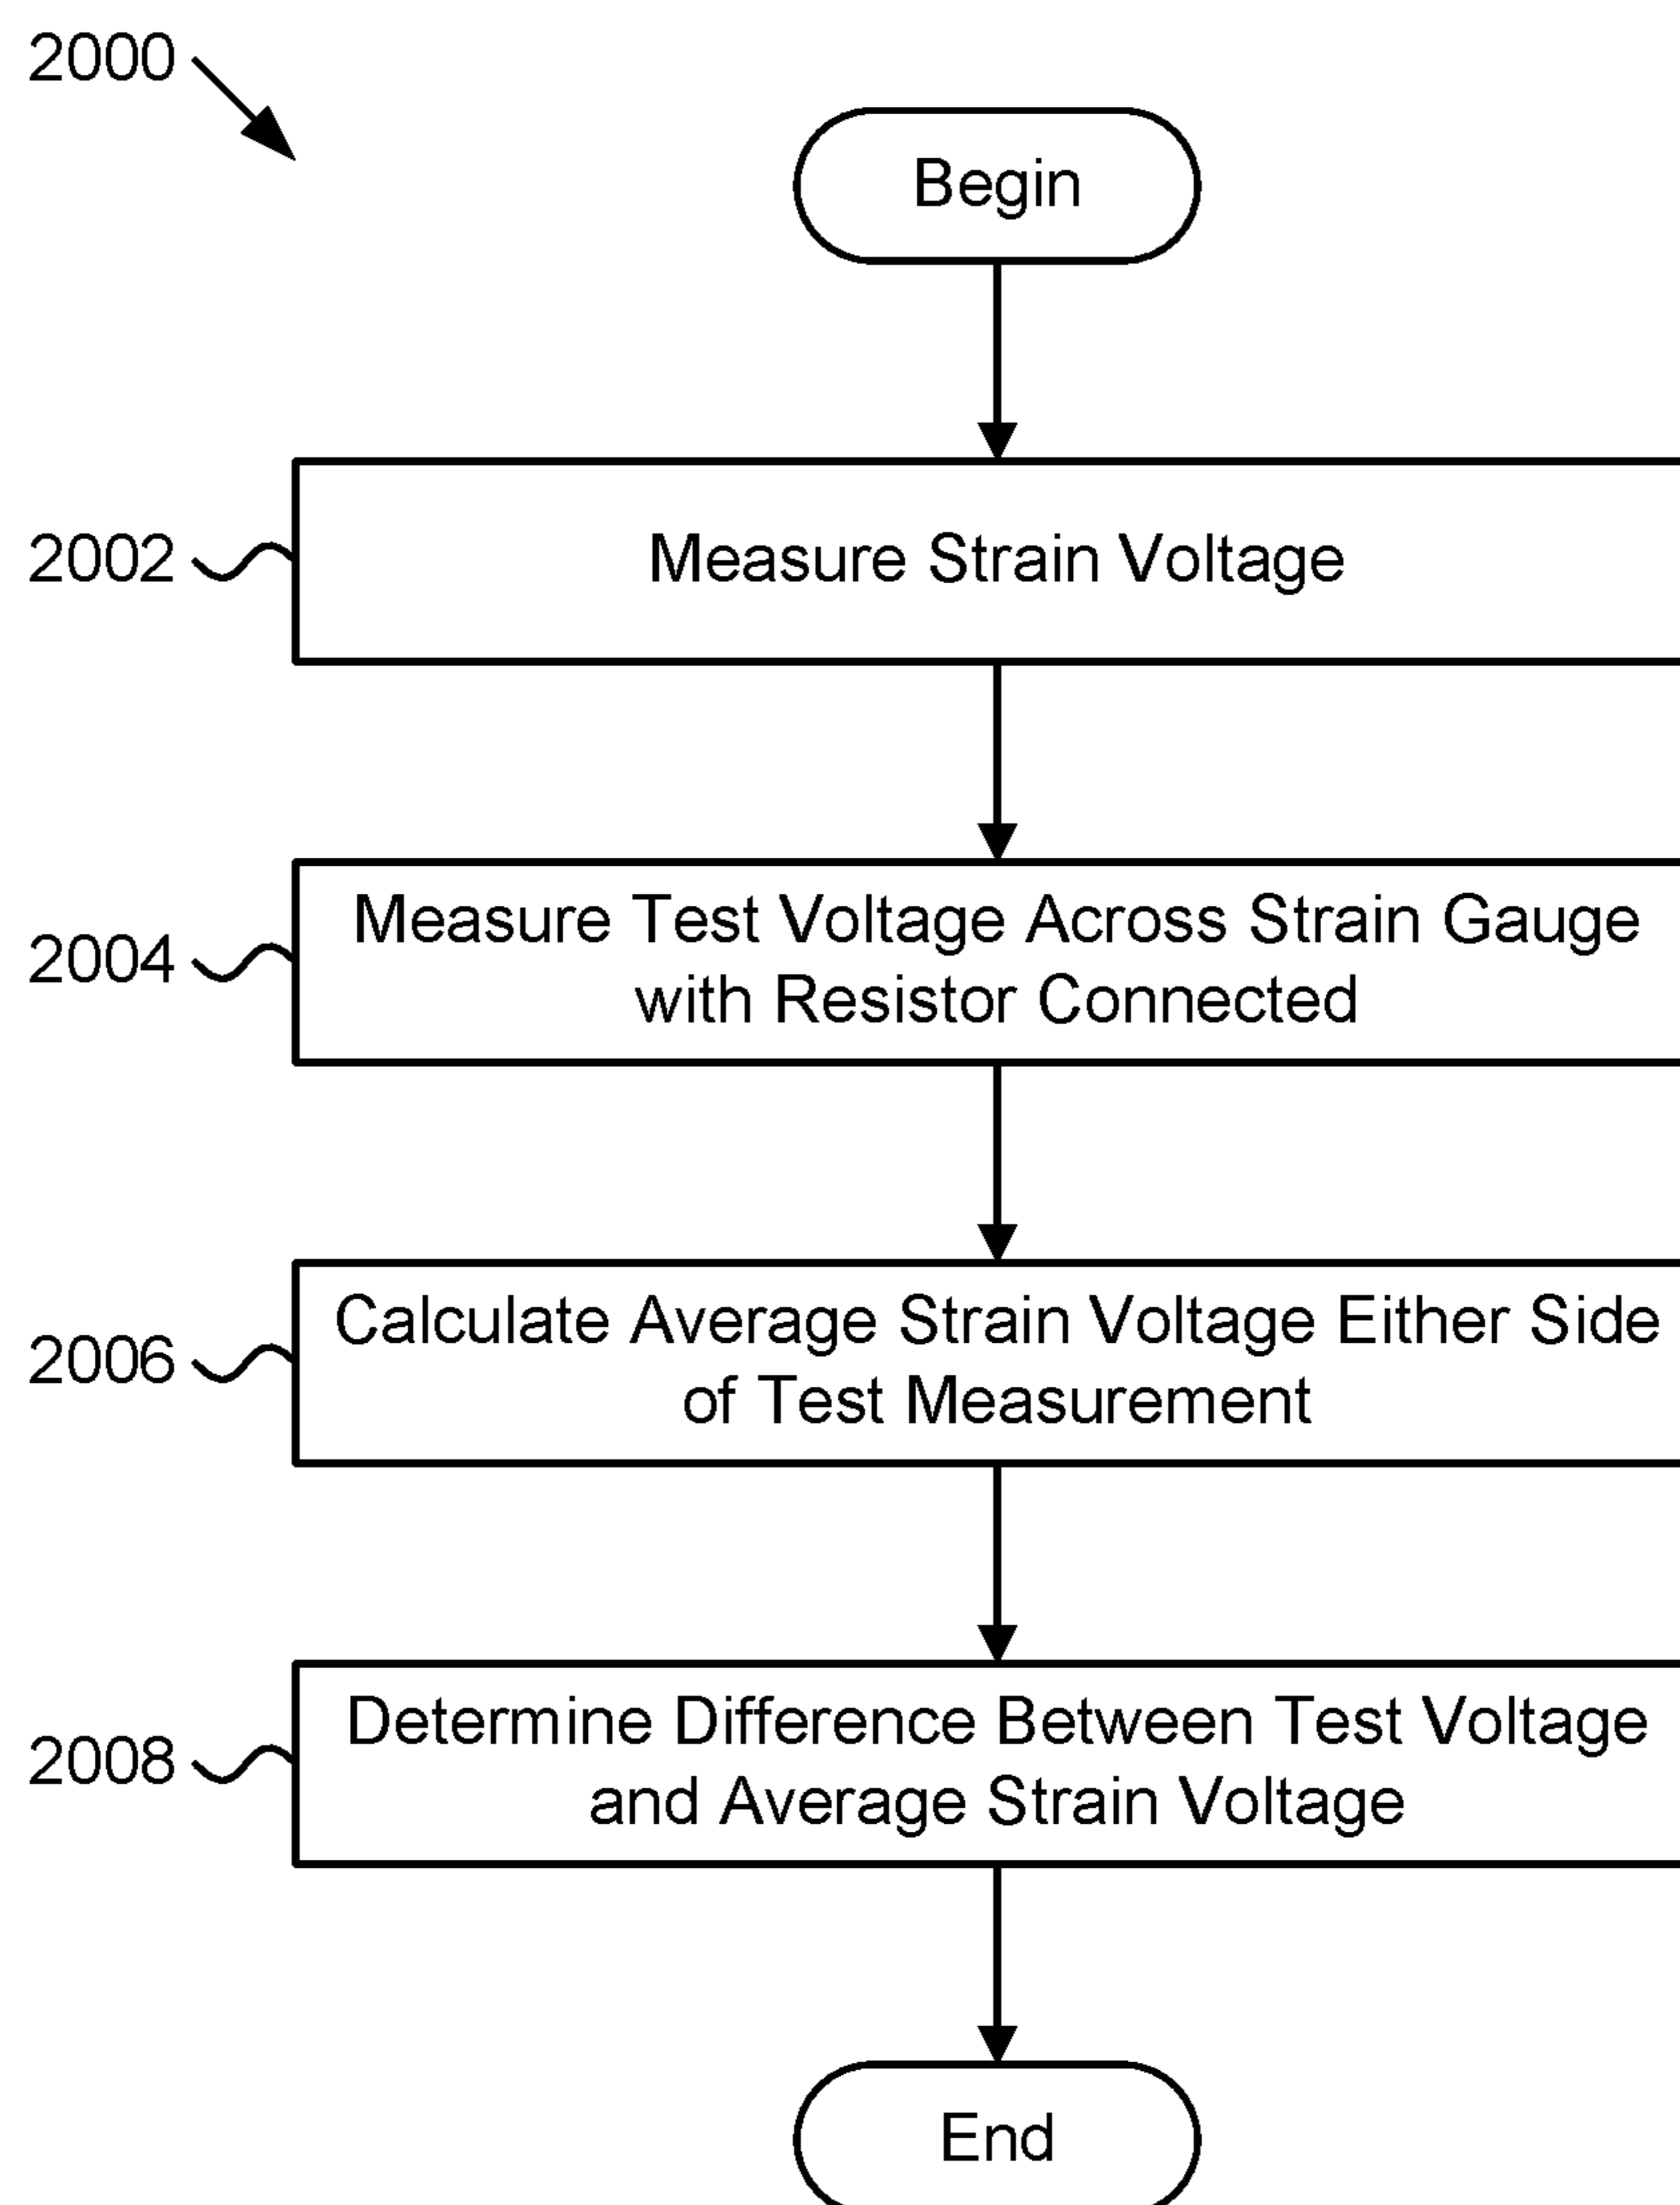 2000
Begin
2002
Measure Strain Voltage
2004
Measure Test Voltage Across Strain Gauge
with Resistor Connected
2006
Calculate Average Strain Voltage Either Side
of Test Measurement
2008
Determine Difference Between Test Voltage
and Average Strain Voltage
End